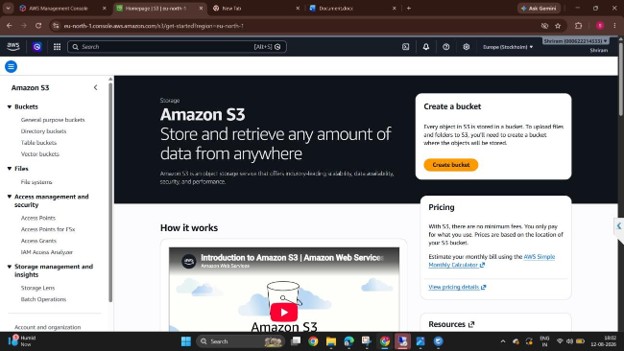 AWS Management Console
Homepage | S3 | eu-north-1
New Tab
Document.docx
Ask Gemini
eu-north-1.console.aws.amazon.com/s3/get-started?region=eu-north-1
aws
Search
[Alt+S]
Europe (Stockholm)
Shriram
Amazon S3
Buckets
General purpose buckets
Directory buckets
Table buckets
Vector buckets
Files
File systems
Access management and
security
Access Points
Access Points for FSx
Access Grants
IAM Access Analyzer
Storage management and
insights
Storage Lens
Batch Operations
Account and organization
Storage
Amazon S3
Store and retrieve any amount of
data from anywhere
Amazon S3 is an object storage service that offers industry-leading scalability, data availability,
security, and performance.
Create a bucket
Every object in S3 is stored in a bucket. To upload files
and folders to S3, you'll need to create a bucket
where the objects will be stored.
Create bucket
How it works
aws
Introduction to Amazon S3 | Amazon Web Services
Amazon Web Services
Amazon S3
Pricing
With S3, there are no minimum fees. You only pay
for what you use. Prices are based on the location of
your S3 bucket.
Estimate your monthly bill using the AWS Simple
Monthly Calculator
View pricing details
Resources
Humid
Now
Search
ENG
IN